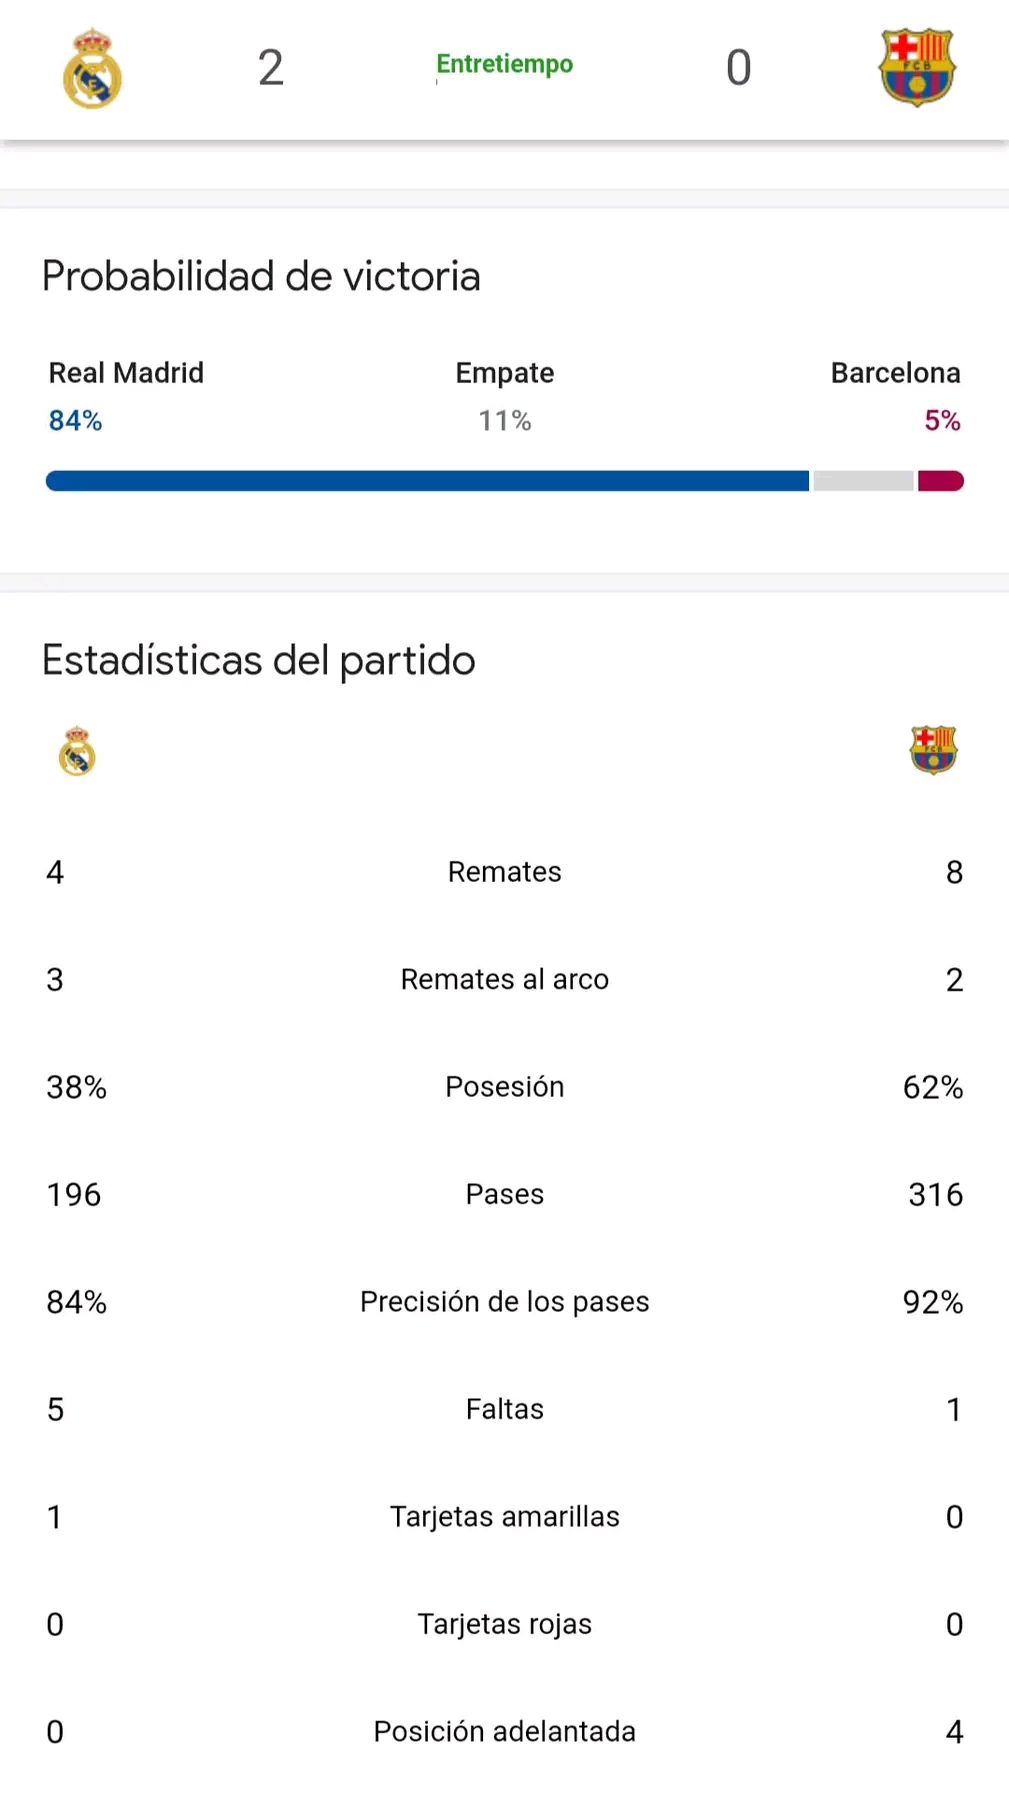 2 Entretiempo 0
FCB
Probabilidad de victoria
Real Madrid Empate Barcelona
84% 11% 5%
Estadísticas del partido
FCB
4 Remates 8
3 Remates al arco 2
38% Posesión 62%
196 Pases 316
84% Precisión de los pases 92%
5 Faltas 1
1 Tarjetas amarillas 0
0 Tarjetas rojas 0
0 Posición adelantada 4